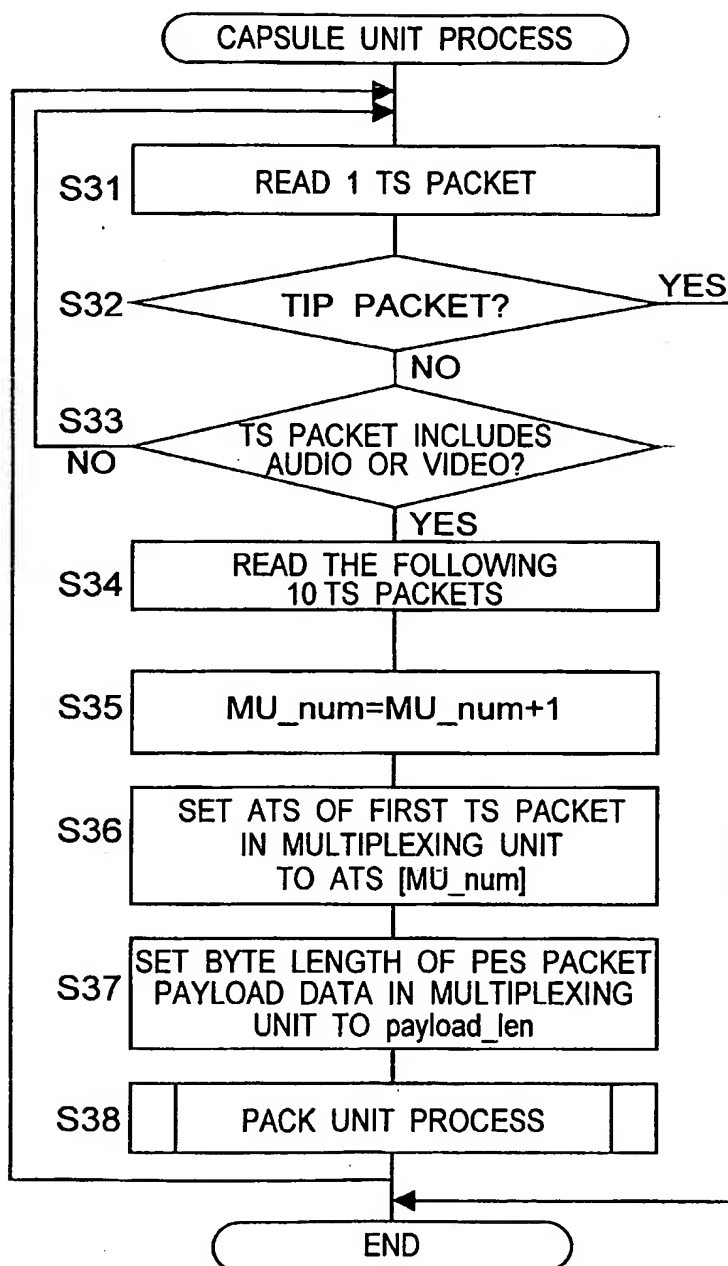 CAPSULE UNIT PROCESS
S31
READ 1 TS PACKET
S32
TIP PACKET?
YES
NO
S33
NO
TS PACKET INCLUDES
AUDIO OR VIDEO?
YES
S34
READ THE FOLLOWING
10 TS PACKETS
S35
MU_num=MU_num+1
S36
SET ATS OF FIRST TS PACKET
IN MULTIPLEXING UNIT
TO ATS [MU_num]
S37
SET BYTE LENGTH OF PES PACKET
PAYLOAD DATA IN MULTIPLEXING
UNIT TO payload_len
S38
PACK UNIT PROCESS
END